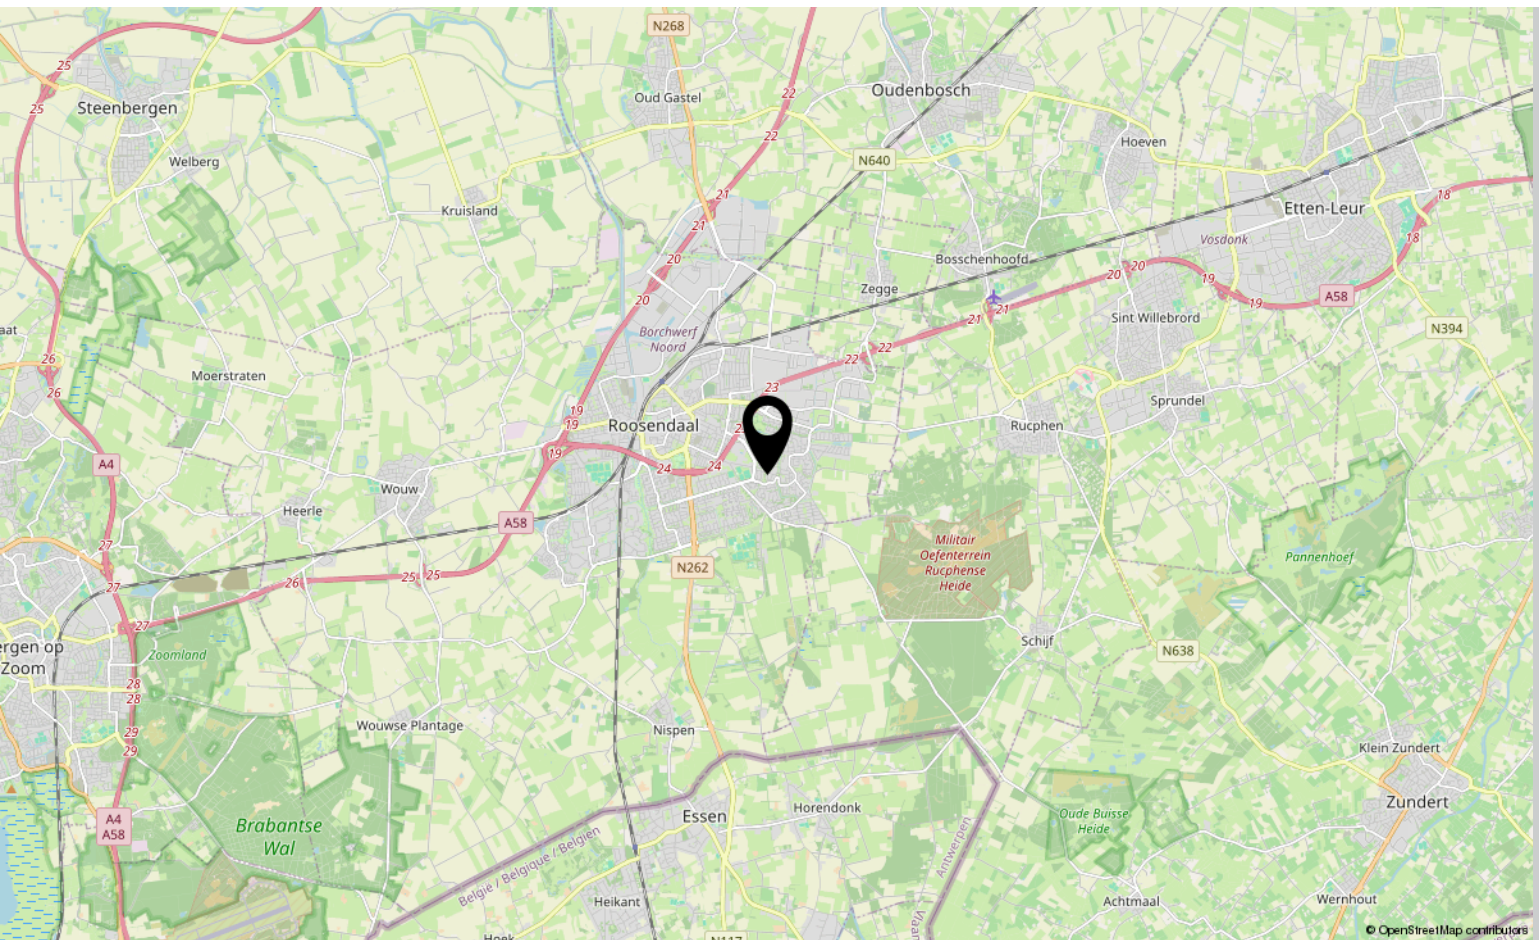 N268
25
Steenbergen
25
Oud Gastel
22
Oudenbosch
22
Welberg
N640
Hoeven
Kruisland
21
21
18
Etten-Leur
18
Vosdonk
20
20
Bosschenhoofd
20
20
19
19
A58
Zegge
21
21
Sint Willebrord
N394
aat
Borchwerf
Noord
26
26
Moerstraten
22
22
23
Sprundel
19
19
Roosendaal
2
Rucphen
19
24
24
A4
Wouw
Heerle
A58
Militair
Oefenterrein
Rucphense
Heide
Pannenhoef
27
27
26
25
25
N262
27
ergen op
Zoom
Zoomland
Schijf
N638
28
28
29
29
Wouwse Plantage
Nispen
Klein Zundert
Zundert
A4
A58
Brabantse
Wal
Essen
Horendonk
Oude Buisse
Heide
België / Belgique / Belgien
Antwerpen
Vlaan
Heikant
Achtmaal
Wernhout
Hoek
N117
© OpenStreetMap contributors